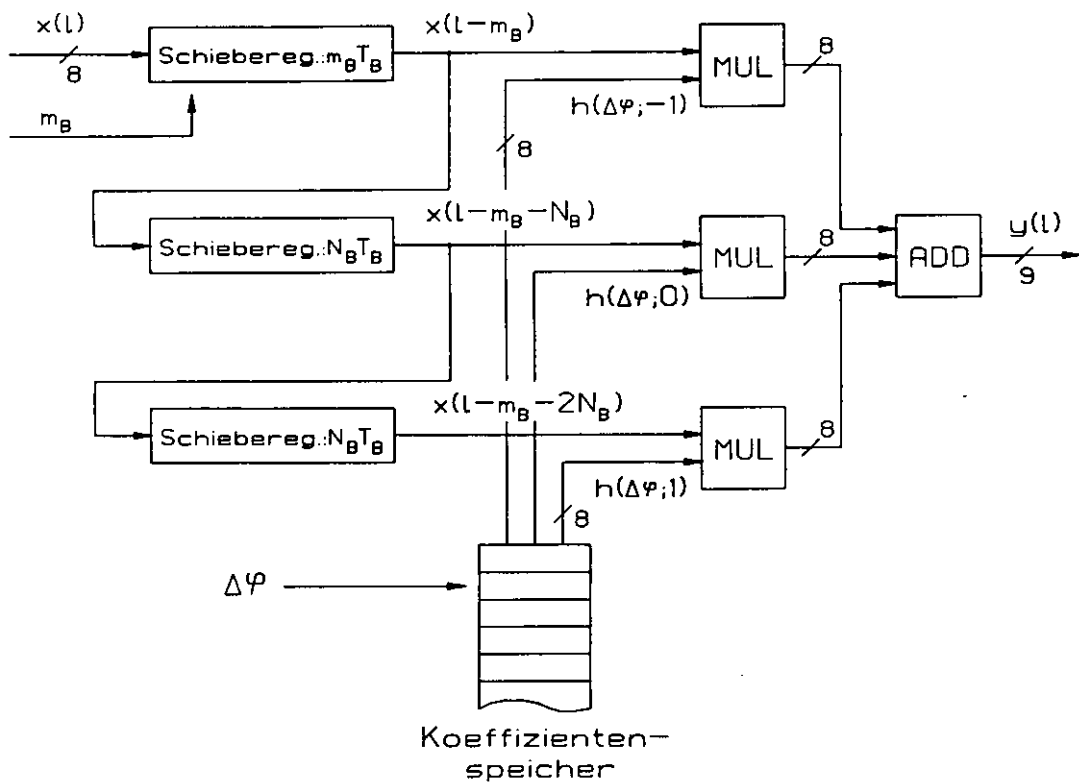 x(l)
8
Schiebereg.:m_B T_B
x(l-m_B)
MUL
8
h(Δφ;-1)
m_B
8
Schiebereg.:N_B T_B
x(l-m_B-N_B)
MUL
8
h(Δφ;0)
ADD
y(l)
9
Schiebereg.:N_B T_B
x(l-m_B-2N_B)
MUL
8
h(Δφ;1)
8
Δφ
Koeffizienten-
speicher